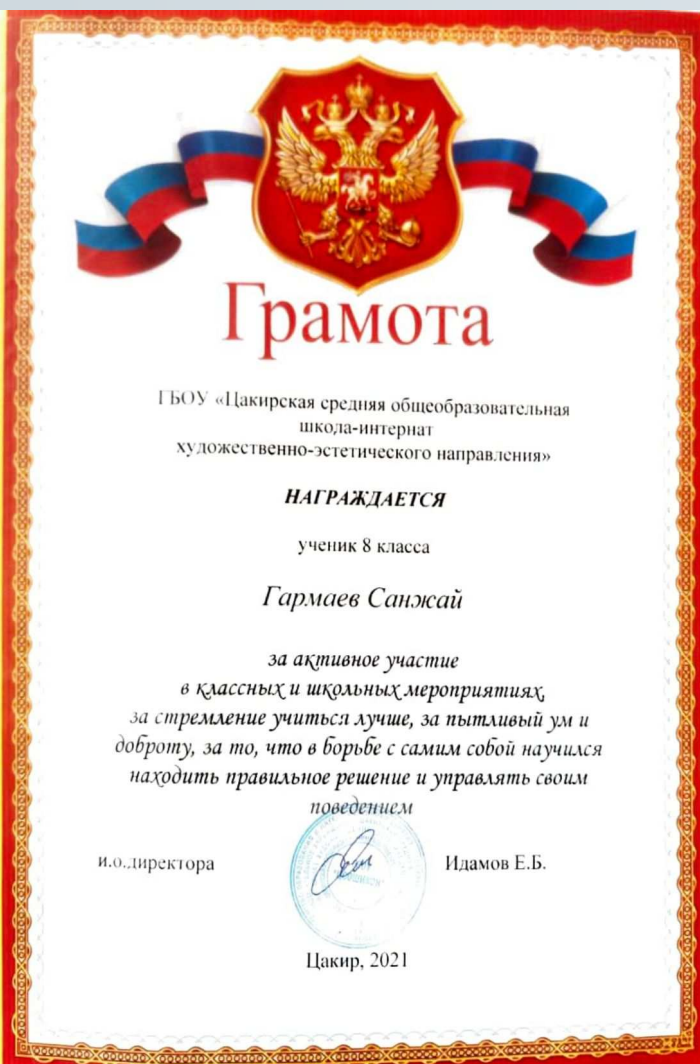 Грамота
ГБОУ «Цакирская средняя общеобразовательная
школа-интернат
художественно-эстетического направления»
НАГРАЖДАЕТСЯ
ученик 8 класса
Гармаев Санжай
за активное участие
в классных и школьных мероприятиях,
за стремление учиться лучше, за пытливый ум и
доброту, за то, что в борьбе с самим собой научился
находить правильное решение и управлять своим
поведением
и.о.директора Идамов Е.Б.
Цакир, 2021